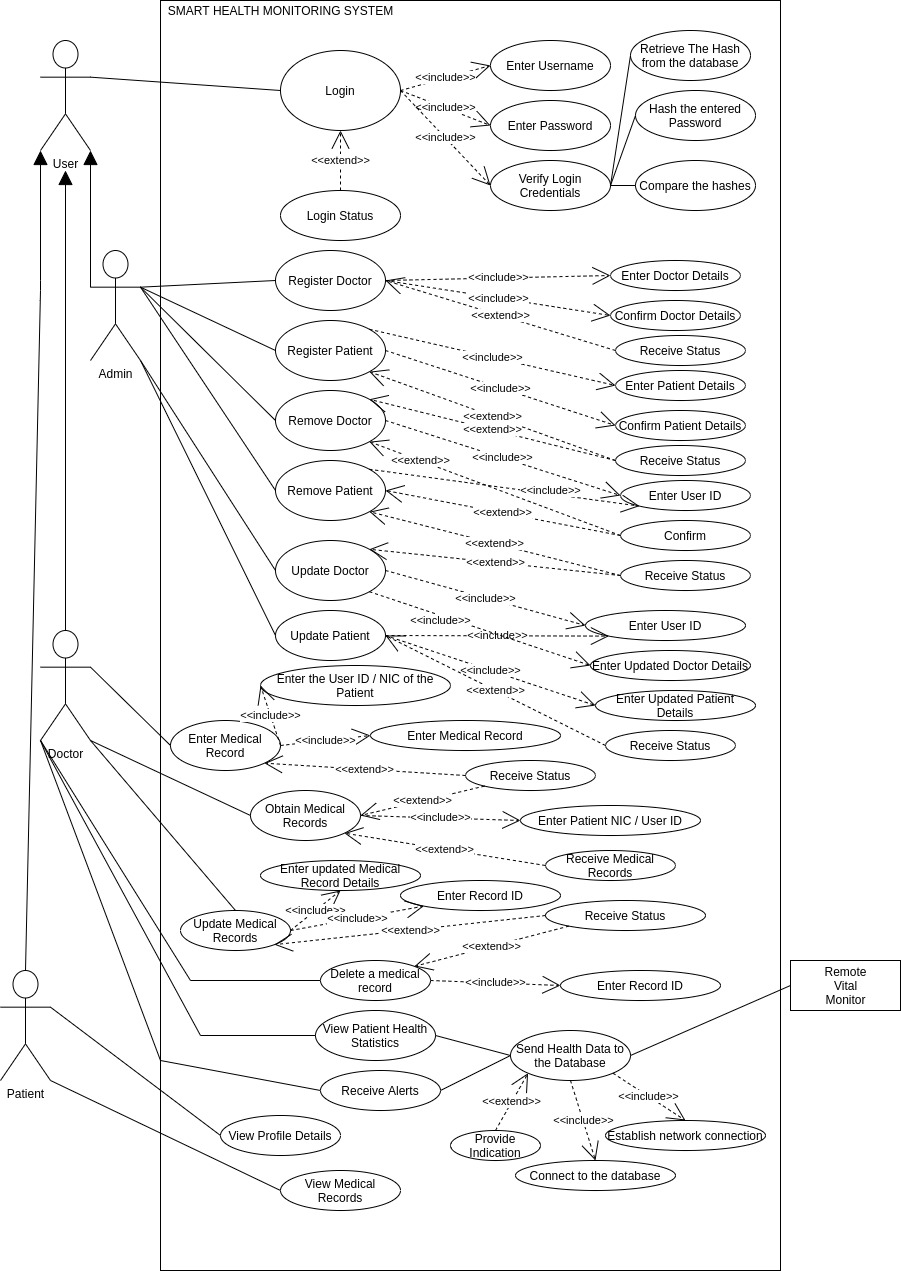 SMART HEALTH MONITORING SYSTEM
User
Login
<<include>>
Enter Username
Retrieve The Hash
from the database
<<include>>
Enter Password
Hash the entered
Password
<<include>>
Verify Login
Credentials
Compare the hashes
<<extend>>
Login Status
Admin
Register Doctor
<<include>>
Enter Doctor Details
<<include>>
Confirm Doctor Details
<<extend>>
Receive Status
Register Patient
<<include>>
Enter Patient Details
<<include>>
Confirm Patient Details
<<extend>>
<<extend>>
Receive Status
Remove Doctor
<<extend>>
<<include>>
Enter User ID
Remove Patient
<<include>>
<<extend>>
Confirm
<<extend>>
<<extend>>
Receive Status
Update Doctor
<<include>>
<<include>>
Enter User ID
Update Patient
<<include>>
Enter Updated Doctor Details
<<include>>
<<extend>>
Enter Updated Patient
Details
Receive Status
Doctor
Enter the User ID / NIC of the
Patient
<<include>>
Enter Medical
Record
<<include>>
Enter Medical Record
<<extend>>
Receive Status
<<extend>>
Obtain Medical
Records
<<include>>
Enter Patient NIC / User ID
<<extend>>
Receive Medical
Records
Enter updated Medical
Record Details
Enter Record ID
<<include>>
<<include>>
Update Medical
Records
<<extend>>
Receive Status
<<extend>>
Delete a medical
record
<<include>>
Enter Record ID
Remote
Vital
Monitor
View Patient Health
Statistics
Send Health Data to
the Database
Receive Alerts
Patient
<<extend>>
<<include>>
<<include>>
Provide
Indication
Establish network connection
Connect to the database
View Profile Details
View Medical
Records